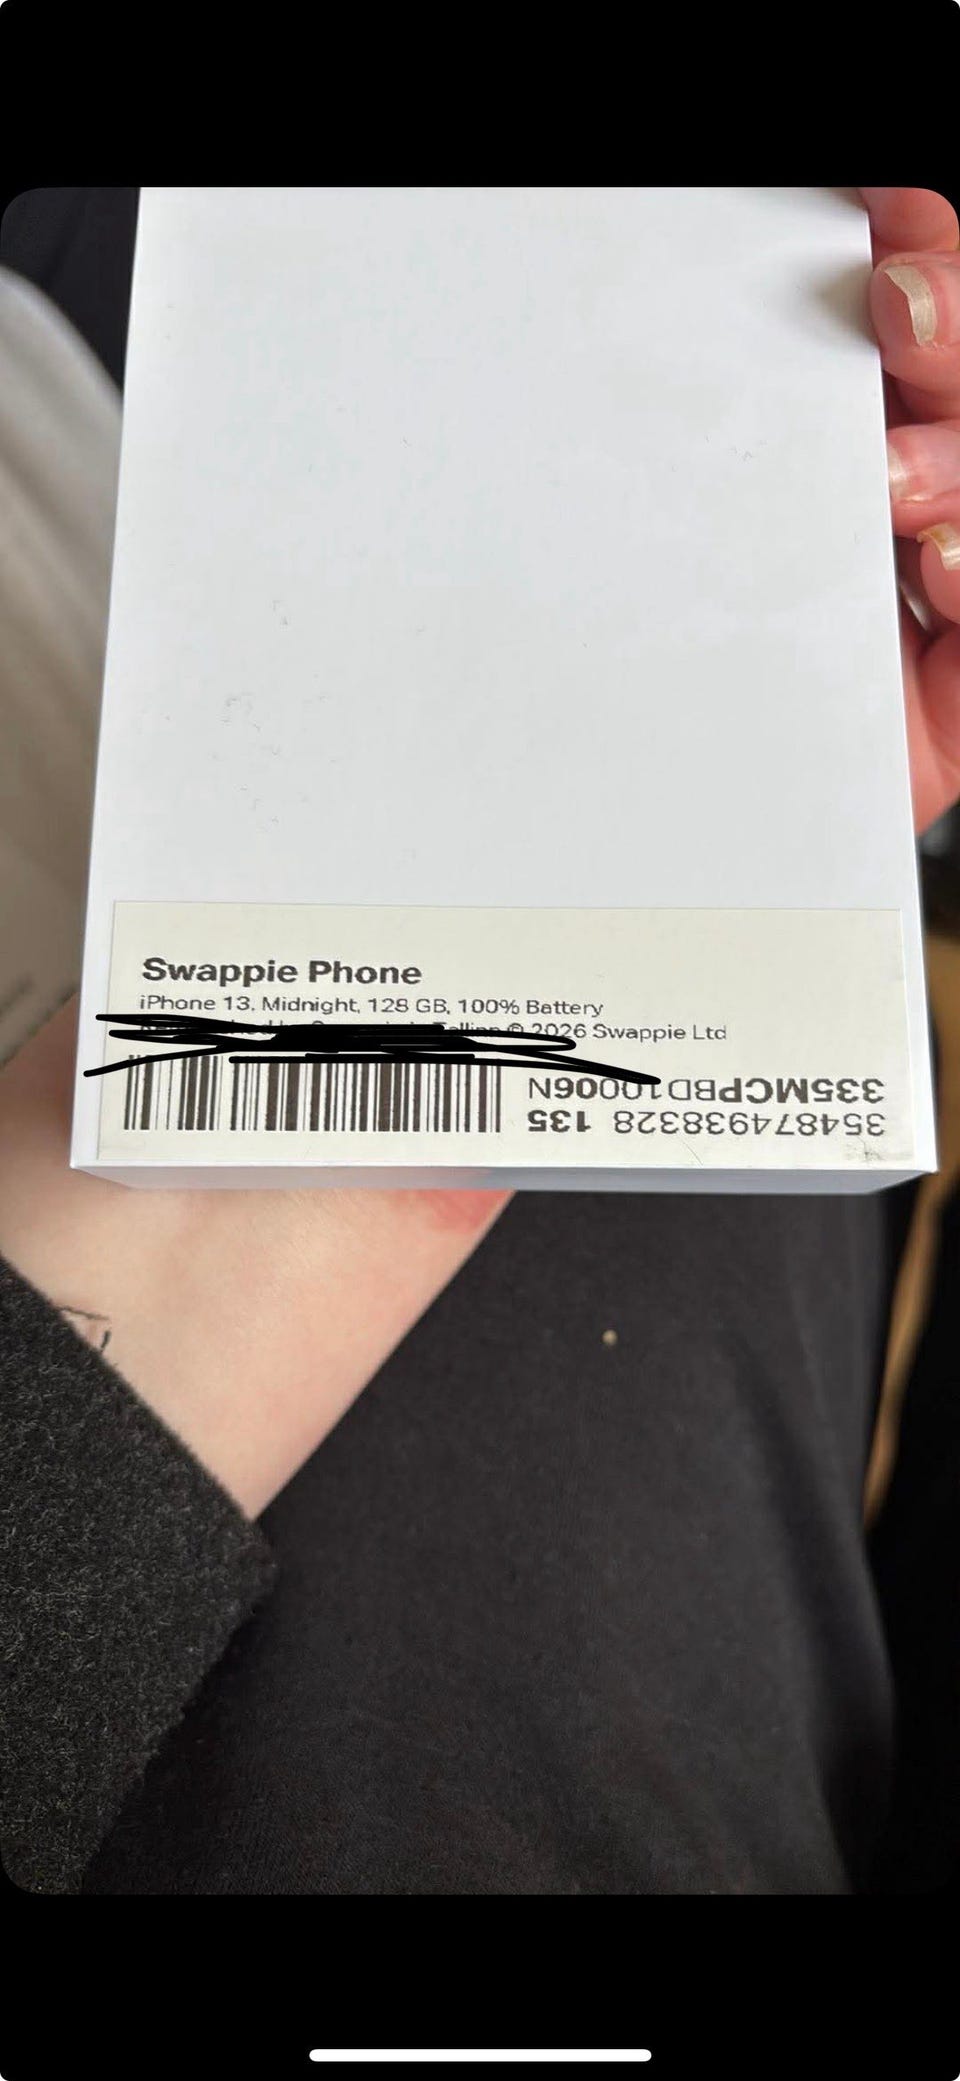 Swappie Phone
iPhone 13, Midnight, 128 GB, 100% Battery
© 2026 Swappie Ltd
354874938328 135
335MCPBD10006N